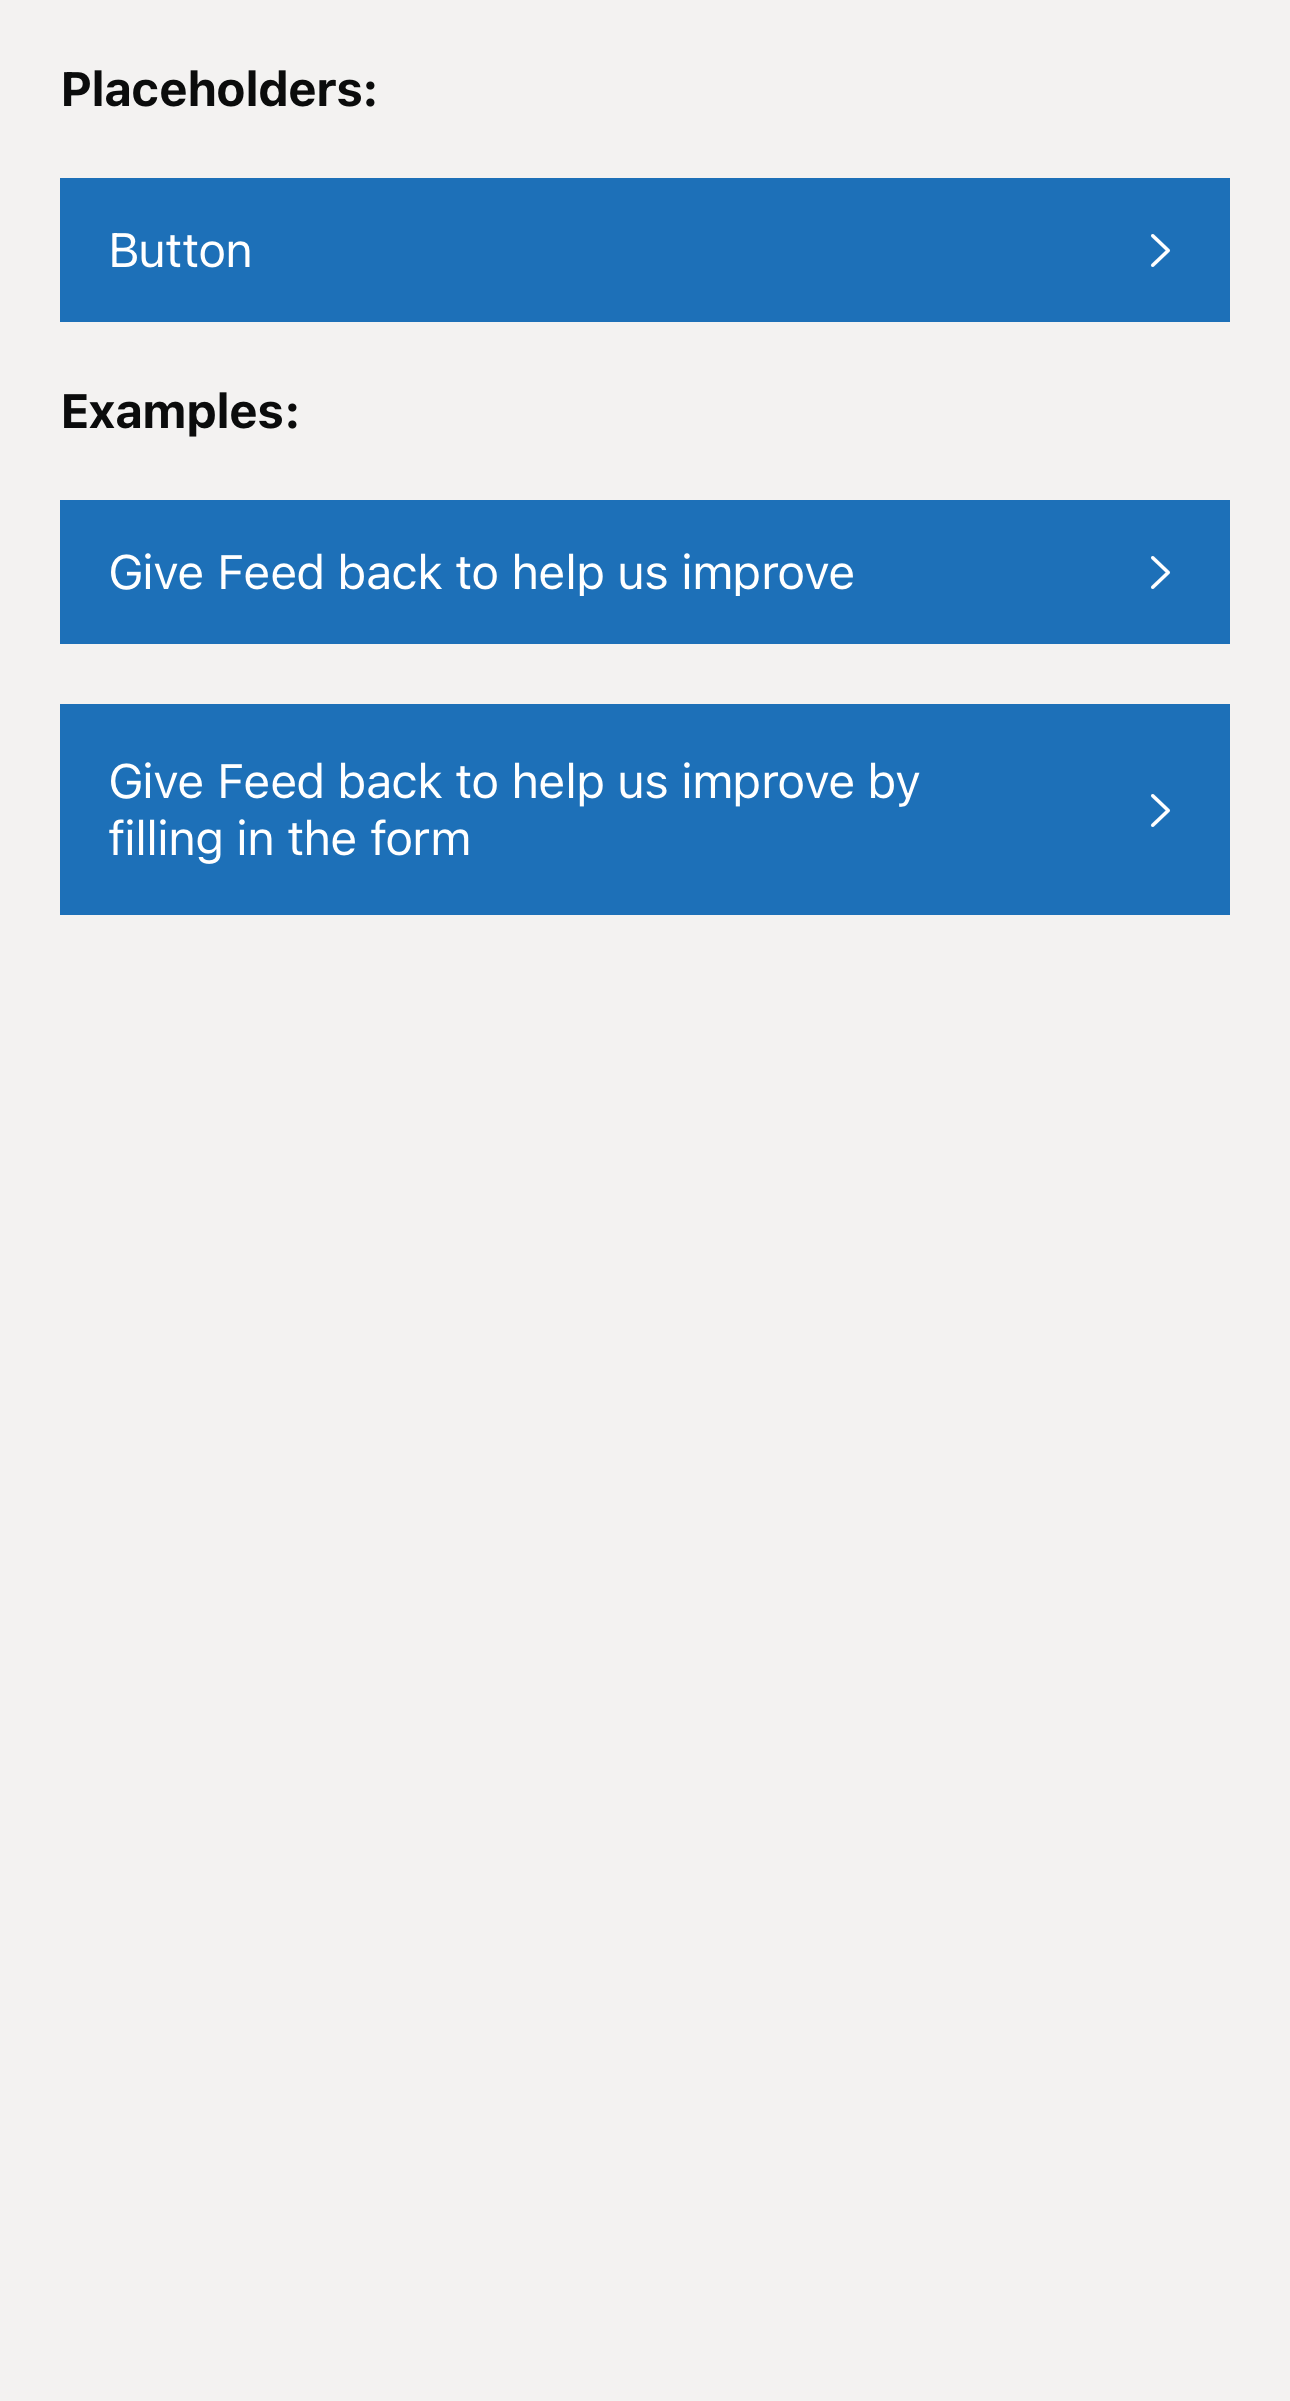 Placeholders:
Button
Examples:
Give Feed back to help us improve
Give Feed back to help us improve by
filling in the form